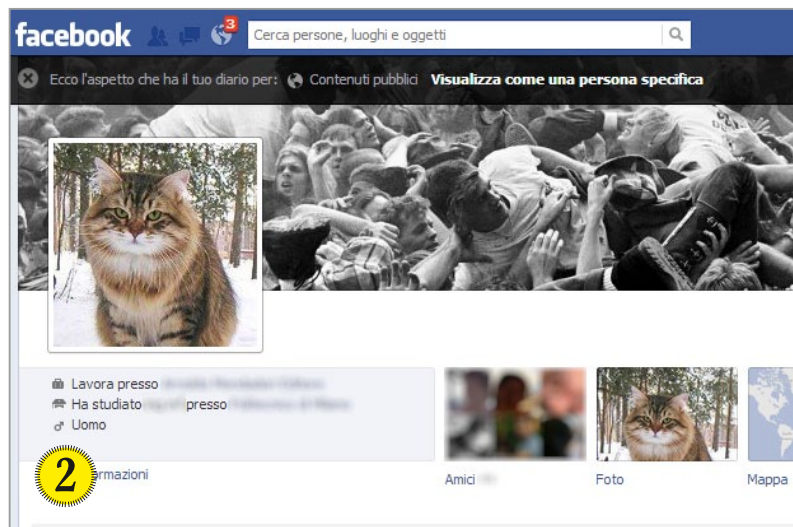 facebook
3
Cerca persone, luoghi e oggetti
Ecco l'aspetto che ha il tuo diario per: Contenuti pubblici Visualizza come una persona specifica
Lavora presso
Ha studiato presso
Uomo
2 rmazioni
Amici
Foto
Mappa